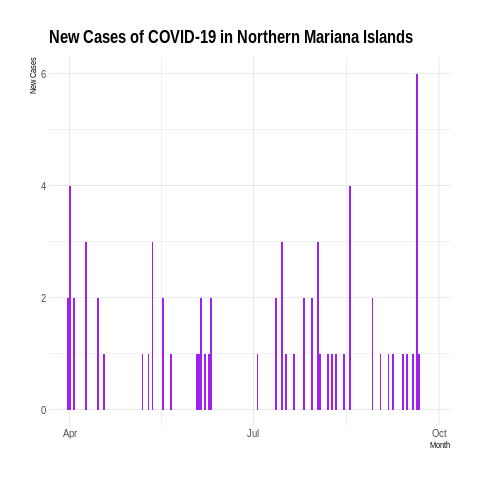 New Cases of COVID-19 in Northern Mariana Islands
New Cases
6
4
2
0
Apr Jul Oct
Month